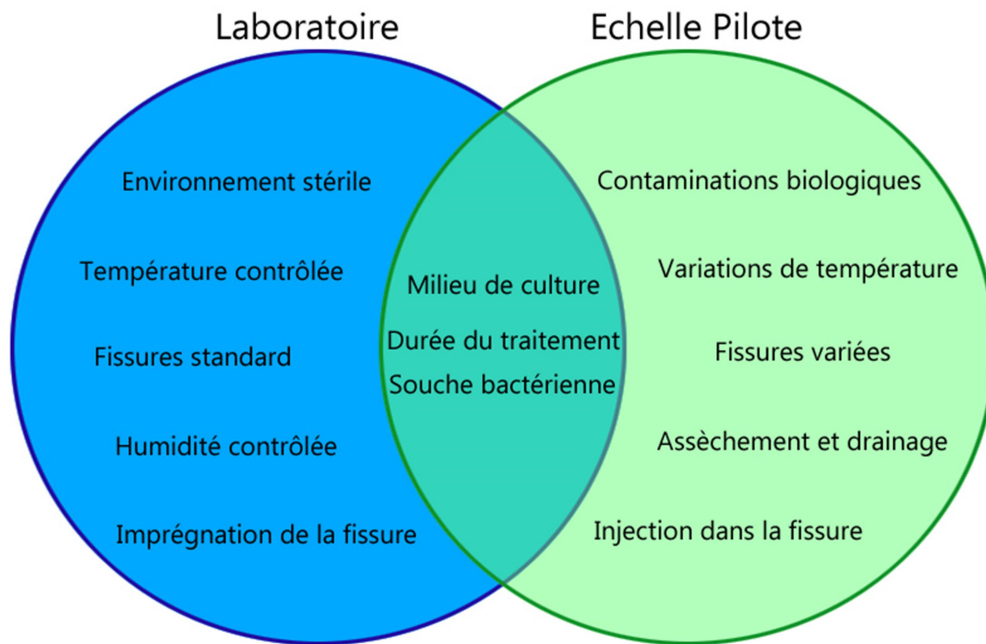 Laboratoire
Echelle Pilote
Environnement stérile
Température contrôlée
Fissures standard
Humidité contrôlée
Imprégnation de la fissure
Milieu de culture
Durée du traitement
Souche bactérienne
Contaminations biologiques
Variations de température
Fissures variées
Assèchement et drainage
Injection dans la fissure